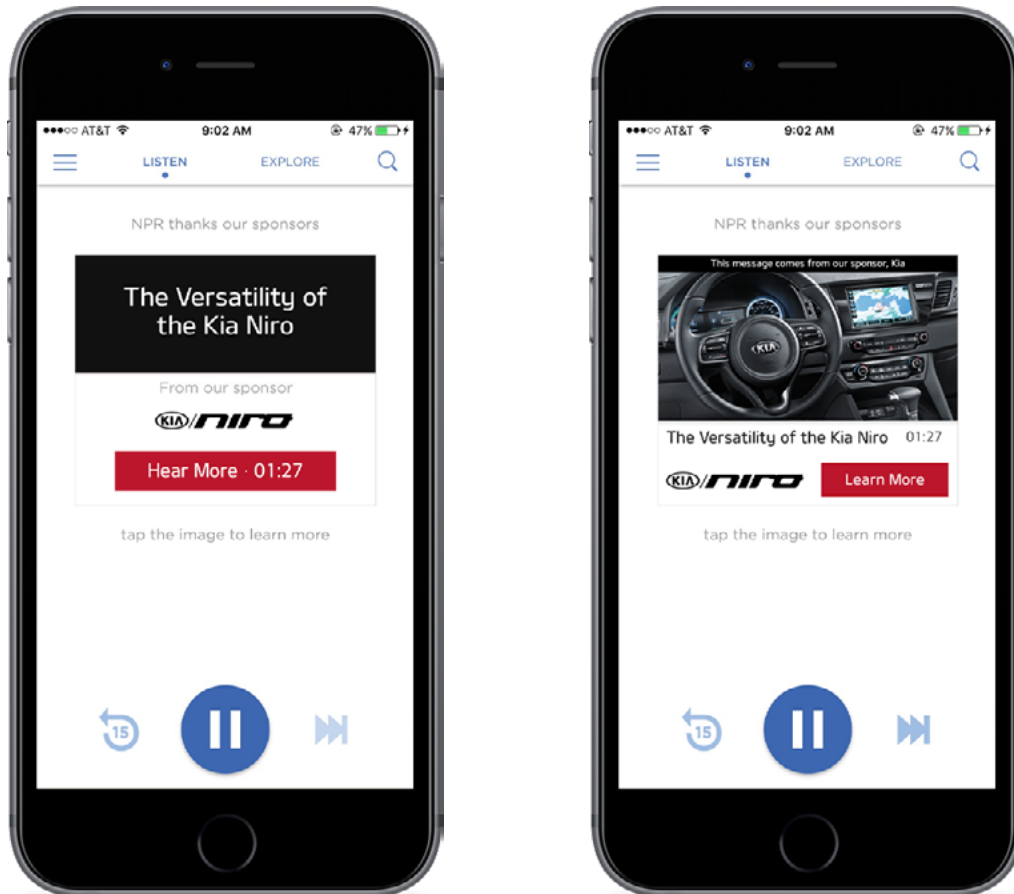 AT&T 9:02 AM 47%
LISTEN EXPLORE
NPR thanks our sponsors
The Versatility of
the Kia Niro
From our sponsor
KIA/niro
Hear More · 01:27
tap the image to learn more
15
AT&T 9:02 AM 47%
LISTEN EXPLORE
NPR thanks our sponsors
This message comes from our sponsor, Kia
KIA
The Versatility of the Kia Niro 01:27
KIA/niro Learn More
tap the image to learn more
15